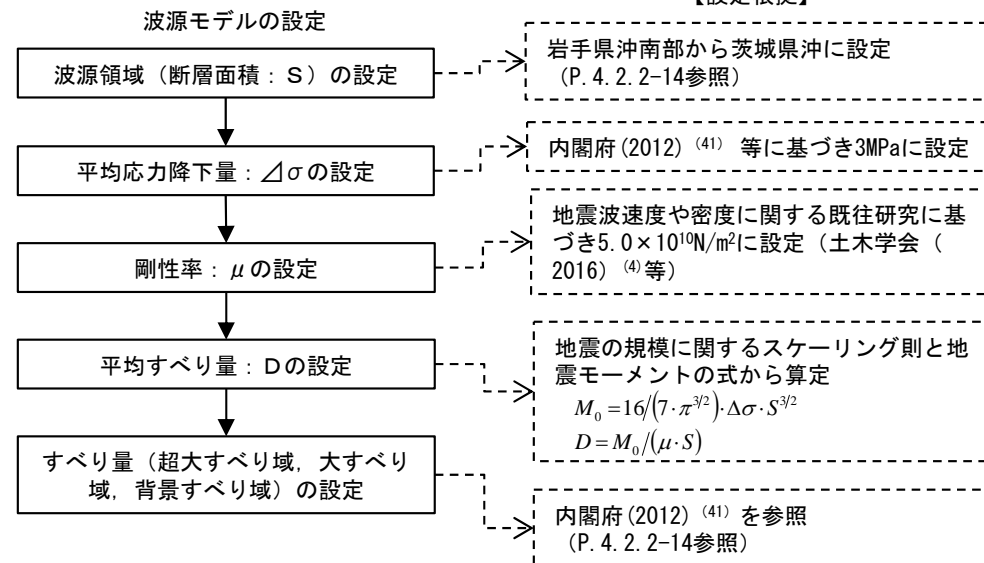 【設定根拠】
波源モデルの設定
波源領域（断層面積：Ｓ）の設定
岩手県沖南部から茨城県沖に設定
（P.4.2.2-14参照）
平均応力降下量：⊿σの設定
内閣府(2012)⁽⁴¹⁾ 等に基づき3MPaに設定
剛性率：μの設定
地震波速度や密度に関する既往研究に基
づき5.0×10¹⁰N/m²に設定（土木学会（
2016）⁽⁴⁾等）
平均すべり量：Ｄの設定
地震の規模に関するスケーリング則と地
震モーメントの式から算定
M₀=16/(7·π^{3/2})·Δσ·S^{3/2}
D=M₀/(μ·S)
すべり量（超大すべり域，大すべり
域，背景すべり域）の設定
内閣府(2012)⁽⁴¹⁾ を参照
（P.4.2.2-14参照）